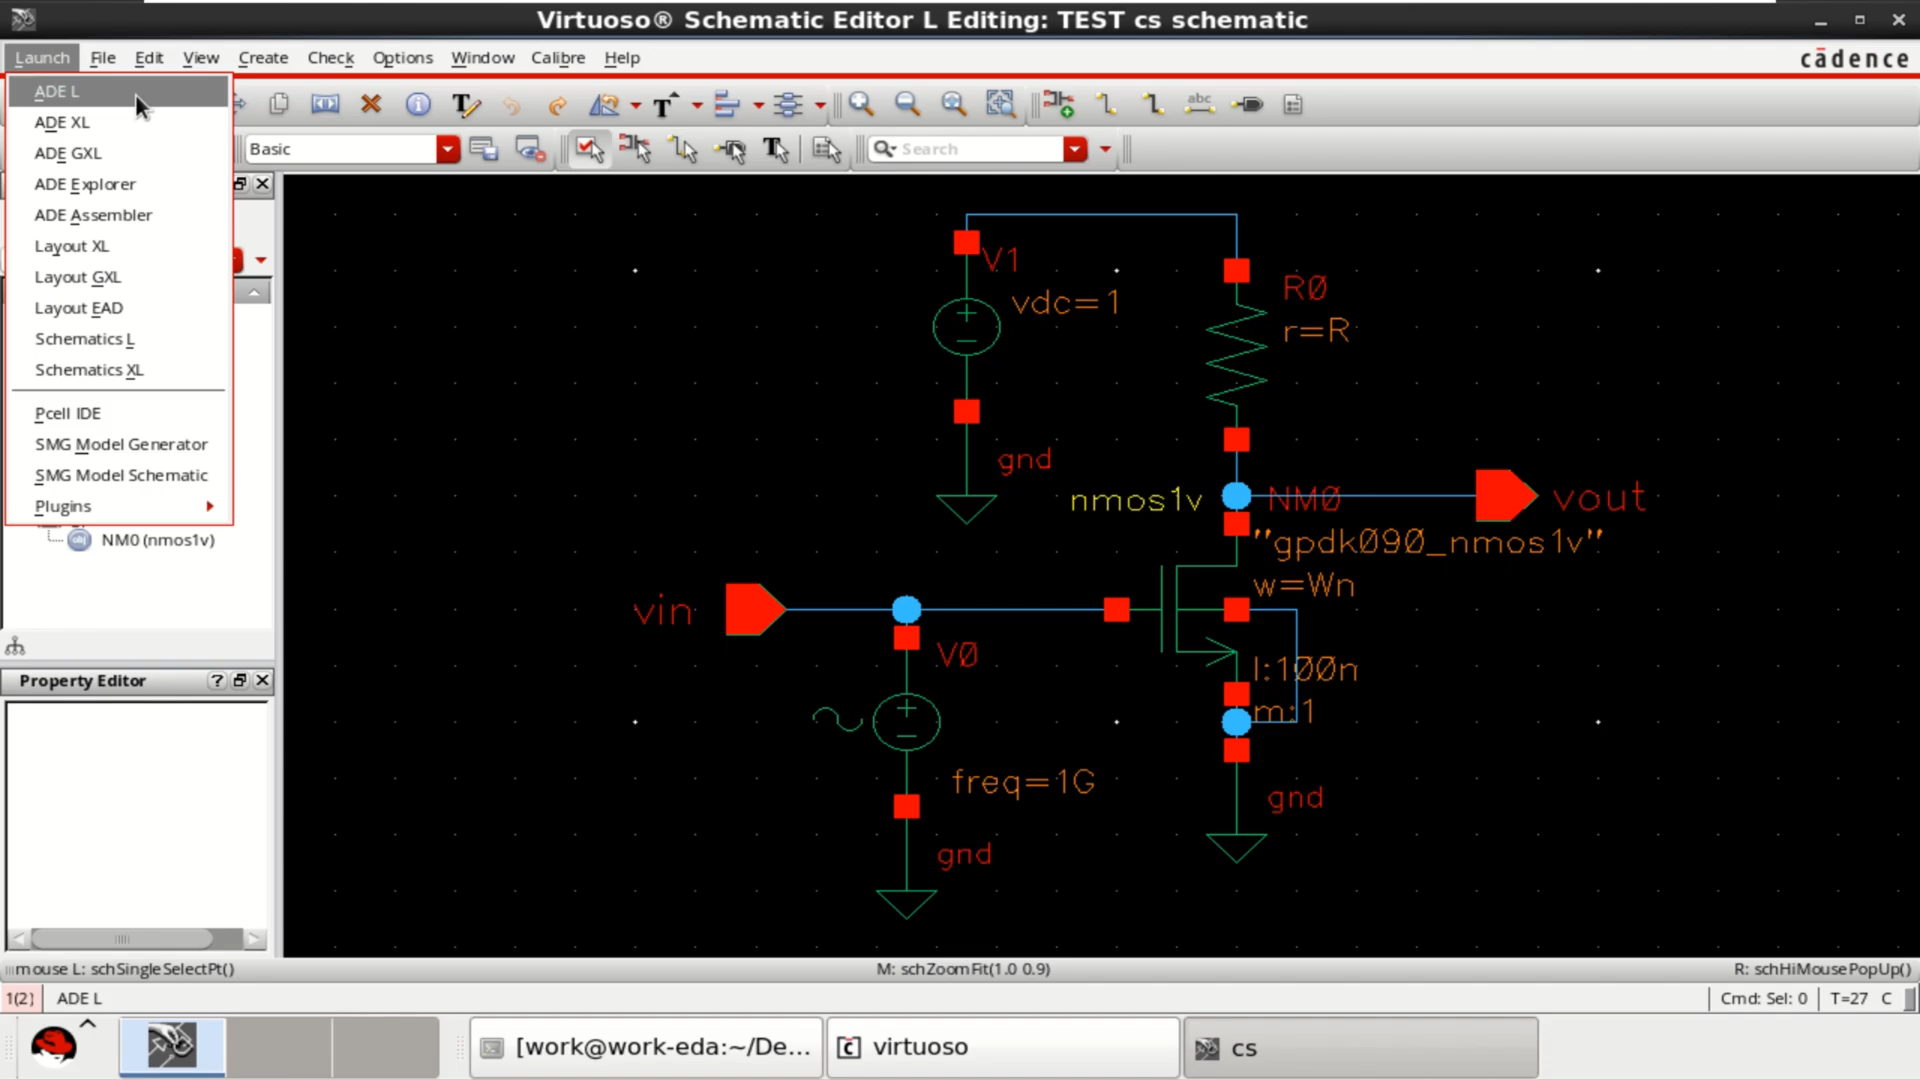 Virtuoso® Schematic Editor L Editing: TEST cs schematic
Launch File Edit View Create Check Options Window Calibre Help cādence
ADE L
ADE XL
ADE GXL
ADE Explorer
ADE Assembler
Layout XL
Layout GXL
Layout EAD
Schematics L
Schematics XL
Pcell IDE
SMG Model Generator
SMG Model Schematic
Plugins
abc
Basic
Search
NM0 (nmos1v)
Property Editor ?
V1
vdc=1
gnd
R0
r=R
nmos1v
NM0
vout
"gpdk090_nmos1v"
w=Wn
l:100n
m:1
gnd
vin
V0
freq=1G
gnd
mouse L: schSingleSelectPt() M: schZoomFit(1.0 0.9) R: schHiMousePopUp()
1(2) ADE L Cmd: Sel: 0 T=27 C
[work@work-eda:~/De... virtuoso cs